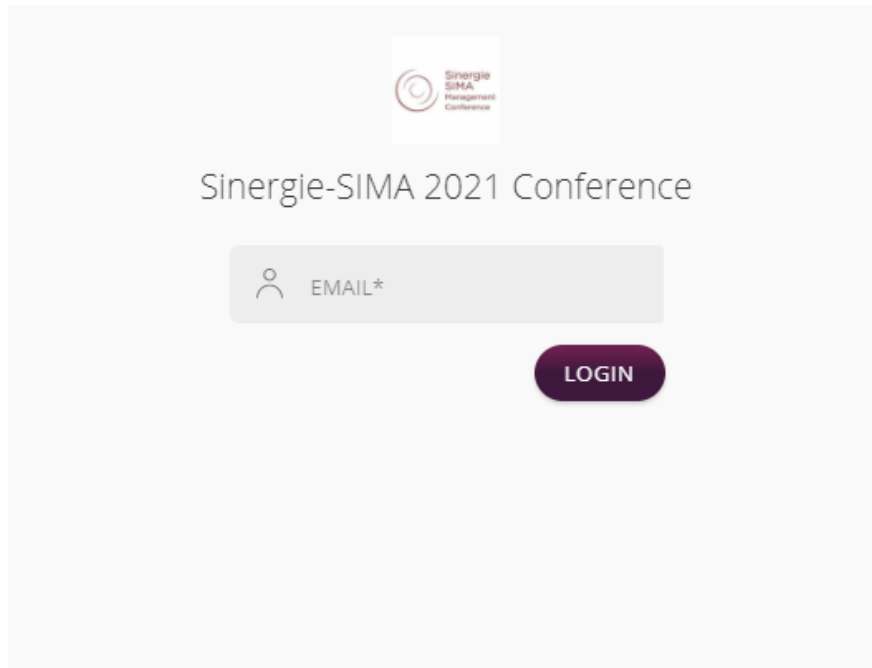 Sinergie
SIMA
Management
Conference
Sinergie-SIMA 2021 Conference
EMAIL*
LOGIN